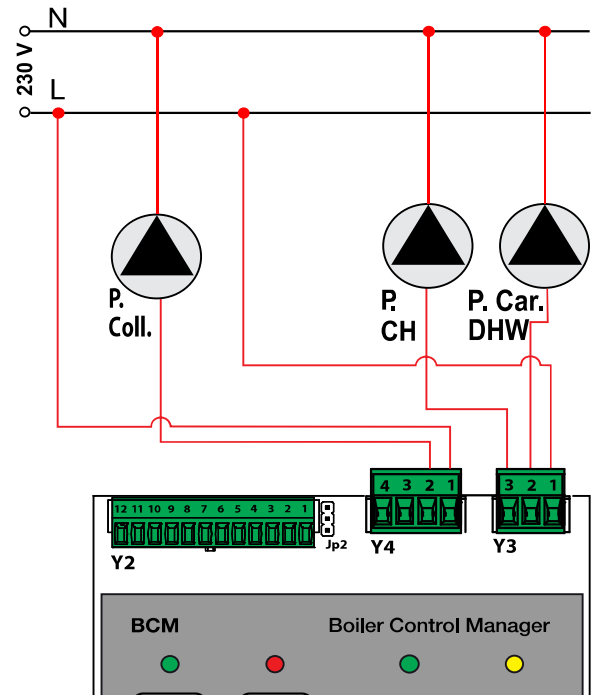 N
230 V
L
P.
Coll.
P.
CH
P. Car.
DHW
4 3 2 1
3 2 1
12 11 10 9 8 7 6 5 4 3 2 1
Jp2
Y4
Y3
Y2
BCM
Boiler Control Manager